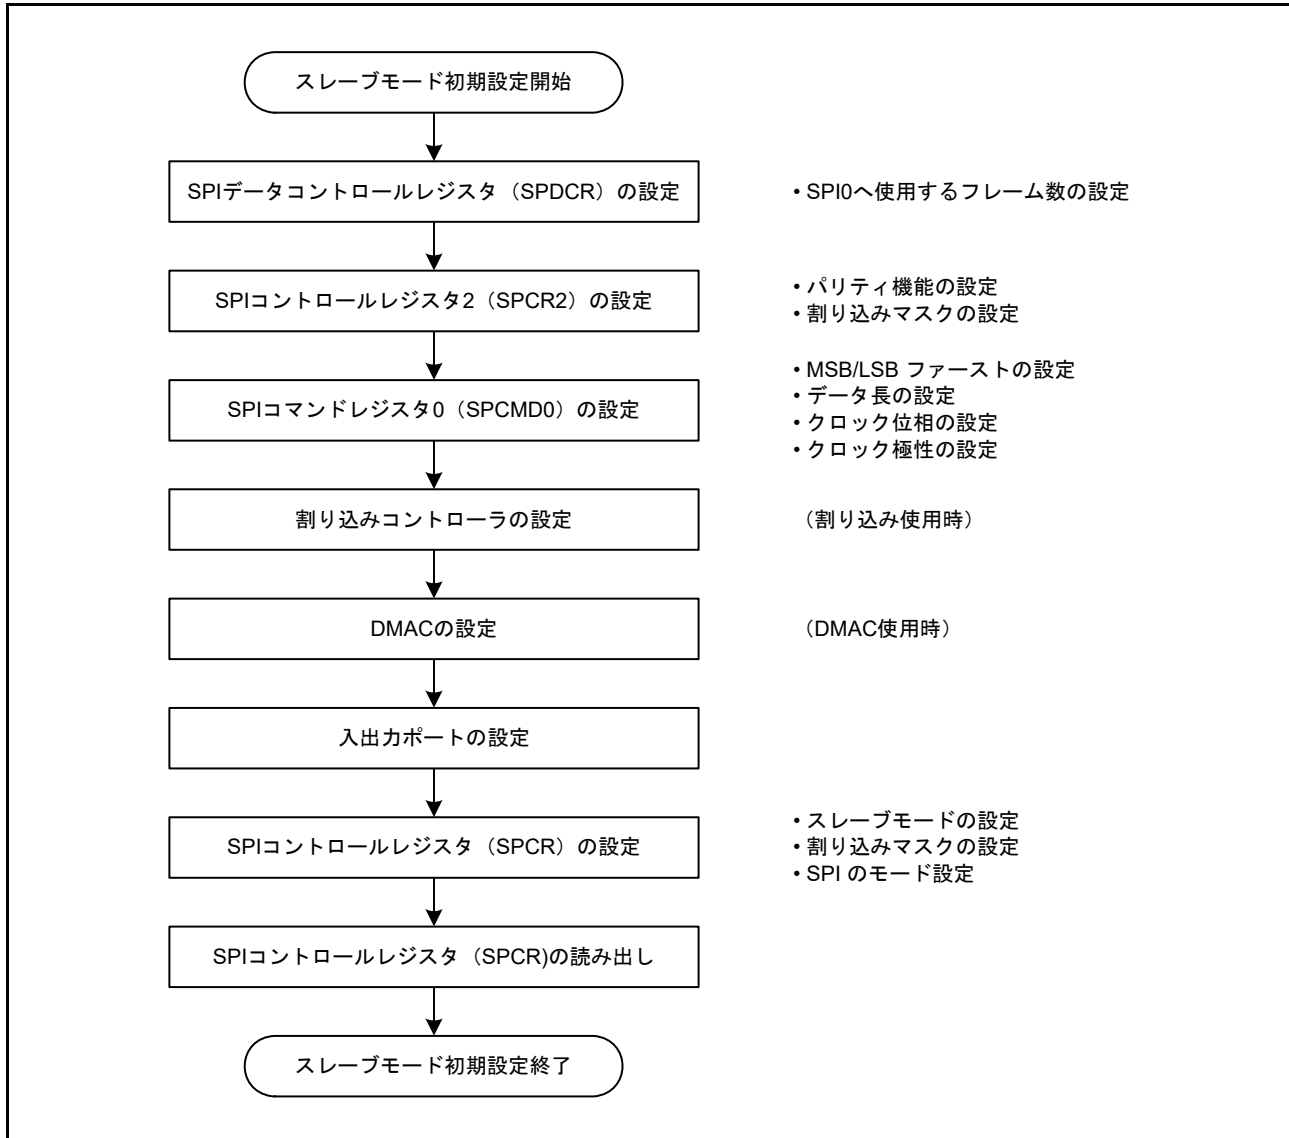 スレーブモード初期設定開始
SPIデータコントロールレジスタ（SPDCR）の設定
• SPI0へ使用するフレーム数の設定
SPIコントロールレジスタ2（SPCR2）の設定
• パリティ機能の設定
• 割り込みマスクの設定
SPIコマンドレジスタ0（SPCMD0）の設定
• MSB/LSB ファーストの設定
• データ長の設定
• クロック位相の設定
• クロック極性の設定
割り込みコントローラの設定
（割り込み使用時）
DMACの設定
（DMAC使用時）
入出力ポートの設定
SPIコントロールレジスタ（SPCR）の設定
• スレーブモードの設定
• 割り込みマスクの設定
• SPI のモード設定
SPIコントロールレジスタ（SPCR)の読み出し
スレーブモード初期設定終了